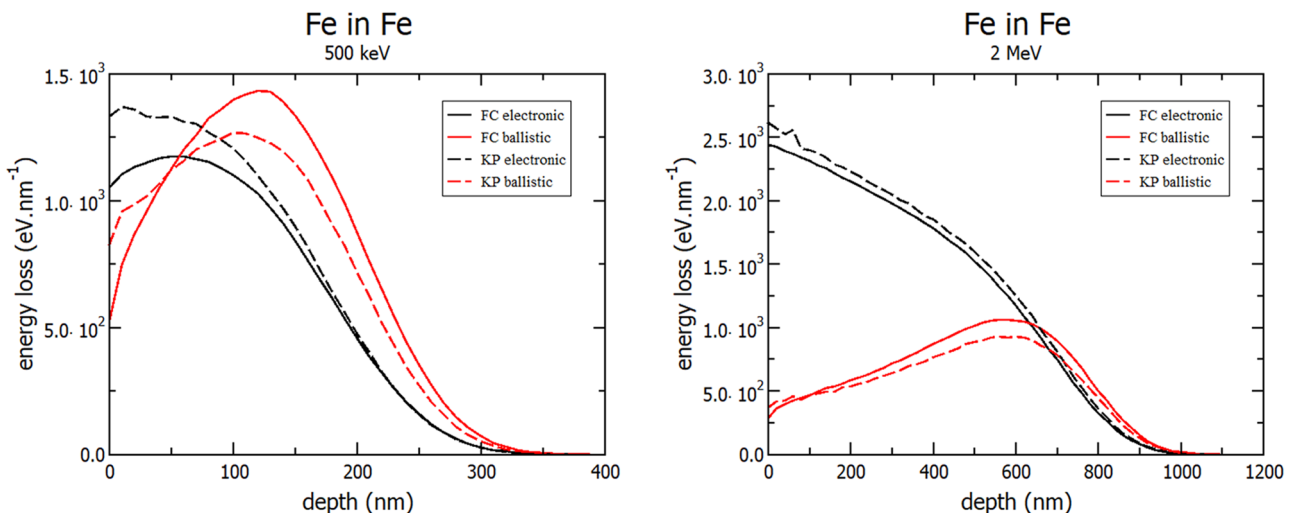 Fe in Fe
500 keV
energy loss (eV.nm⁻¹)
1.5. 10³
1.0. 10³
5.0. 10²
0.0
FC electronic
FC ballistic
KP electronic
KP ballistic
0
100
200
300
400
depth (nm)
Fe in Fe
2 MeV
energy loss (eV.nm⁻¹)
3.0. 10³
2.5. 10³
2.0. 10³
1.5. 10³
1.0. 10³
5.0. 10²
0.0
FC electronic
FC ballistic
KP electronic
KP ballistic
0
200
400
600
800
1000
1200
depth (nm)